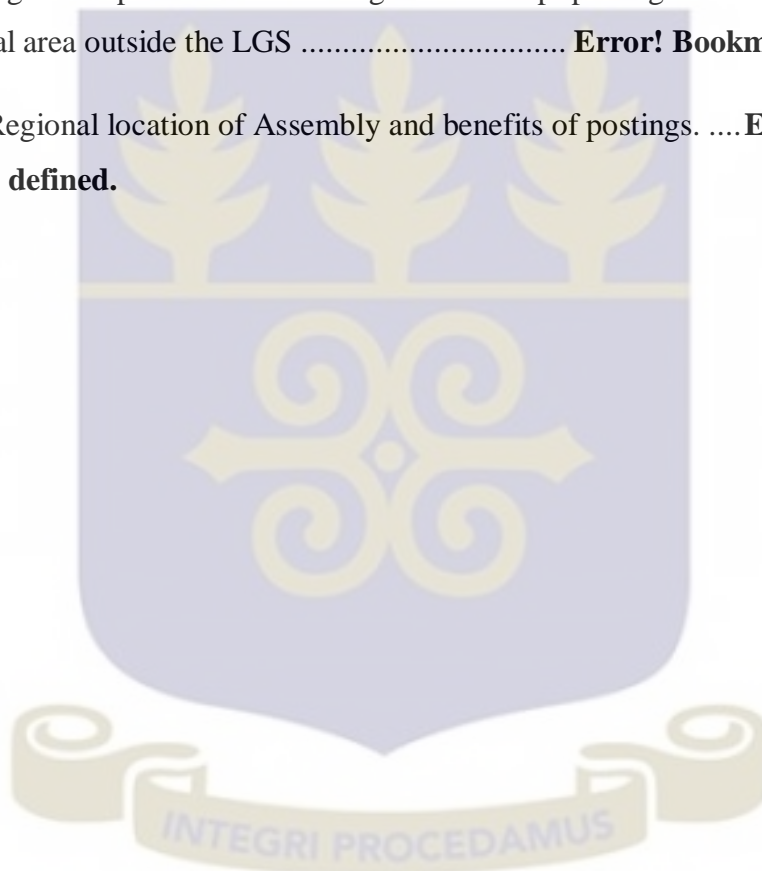 al area outside the LGS ................................ Error! Bookm
Regional location of Assembly and benefits of postings. ....E
defined.
INTEGRI PROCEDAMUS